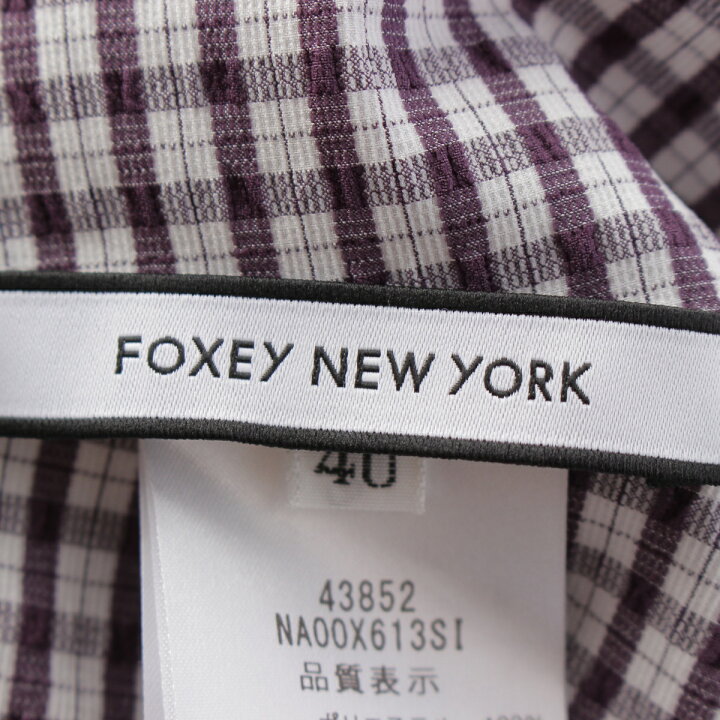 FOXEY NEW YORK
40
43852
NA00X613SI
品質表示